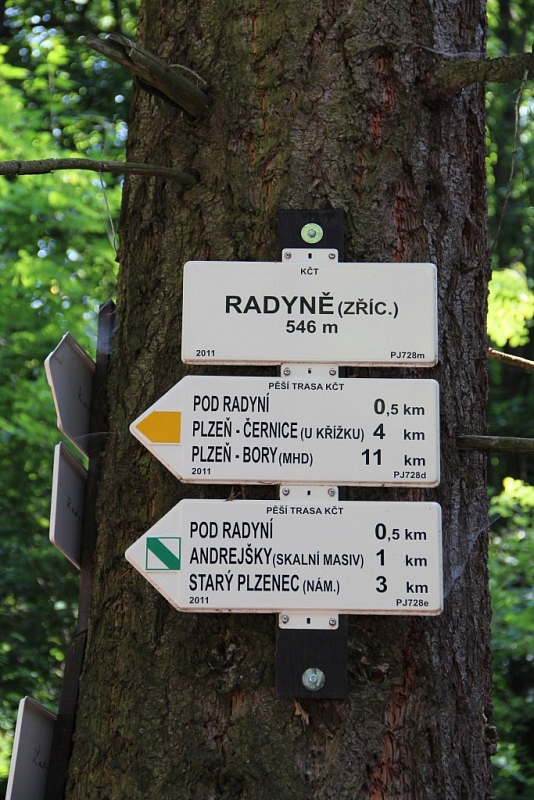 KČT
RADYNĚ (ZŘÍC.)
546 m
2011 PJ728m
PĚŠÍ TRASA KČT
POD RADYNÍ 0,5 km
PLZEŇ - ČERNICE (U KŘÍŽKU) 4 km
PLZEŇ - BORY (MHD) 11 km
2011 PJ728d
PĚŠÍ TRASA KČT
POD RADYNÍ 0,5 km
ANDREJŠKY (SKALNÍ MASIV) 1 km
STARÝ PLZENEC (NÁM.) 3 km
2011 PJ728e